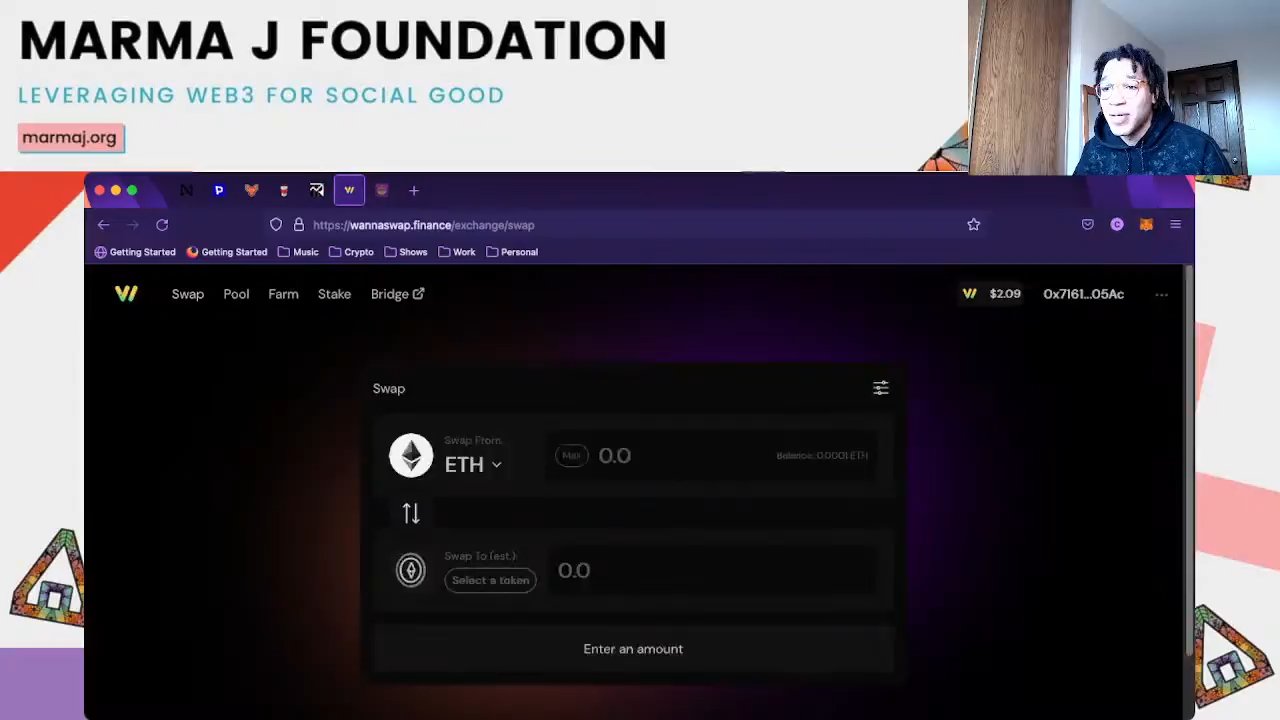 MARMA J FOUNDATION
LEVERAGING WEB3 FOR SOCIAL GOOD
marmaj.org
https://wannaswap.finance/exchange/swap
Getting Started
Getting Started
Music
Crypto
Shows
Work
Personal
Swap
Pool
Farm
Stake
Bridge
$2.09
0x7161...05Ac
Swap
Swap From
ETH
Max
0.0
Balance: 0.0001 ETH
Swap To (est.):
Select a token
0.0
Enter an amount